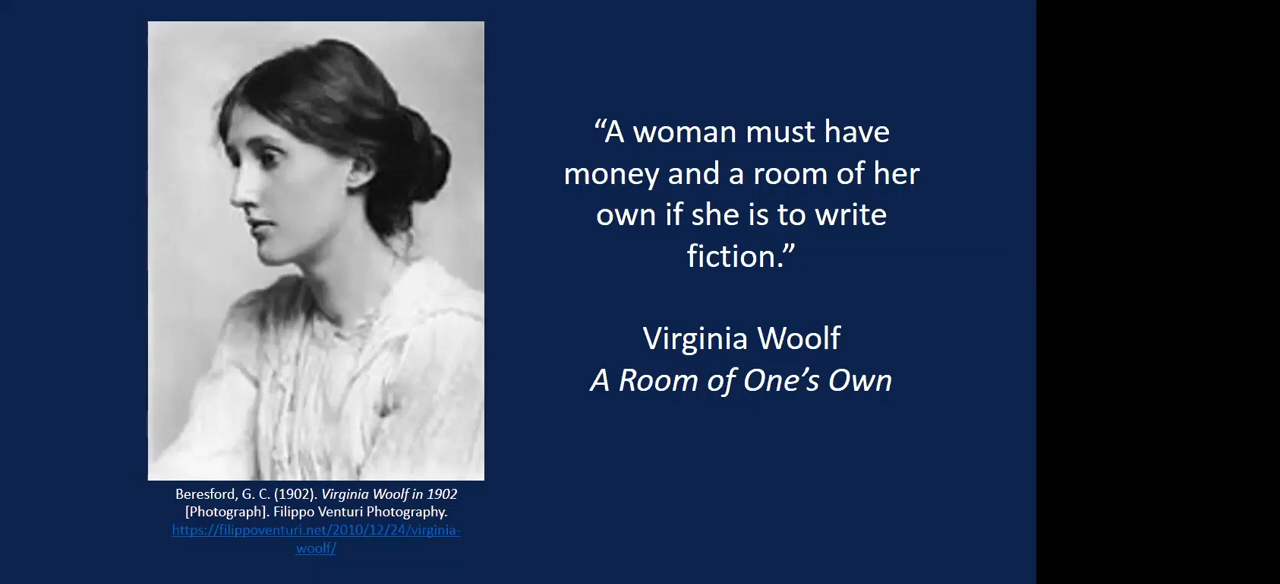 “A woman must have
money and a room of her
own if she is to write
fiction.”
Virginia Woolf
A Room of One’s Own
Beresford, G. C. (1902). Virginia Woolf in 1902
[Photograph]. Filippo Venturi Photography.
https://filippoventuri.net/2010/12/24/virginia-
woolf/